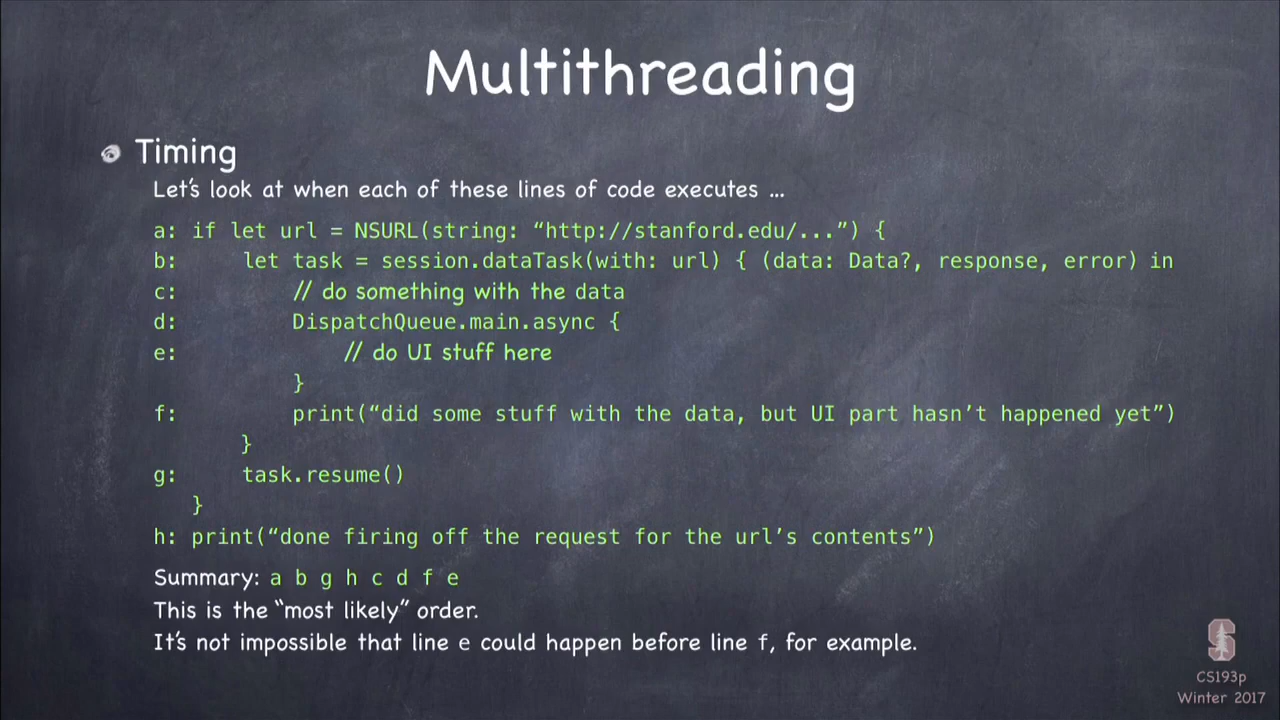 Multithreading
Timing
Let's look at when each of these lines of code executes ...
a: if let url = NSURL(string: “http://stanford.edu/...”) {
b: let task = session.dataTask(with: url) { (data: Data?, response, error) in
c: // do something with the data
d: DispatchQueue.main.async {
e: // do UI stuff here
}
f: print(“did some stuff with the data, but UI part hasn’t happened yet”)
}
g: task.resume()
}
h: print(“done firing off the request for the url’s contents”)
Summary: a b g h c d f e
This is the “most likely” order.
It's not impossible that line e could happen before line f, for example.
S
CS193p
Winter 2017